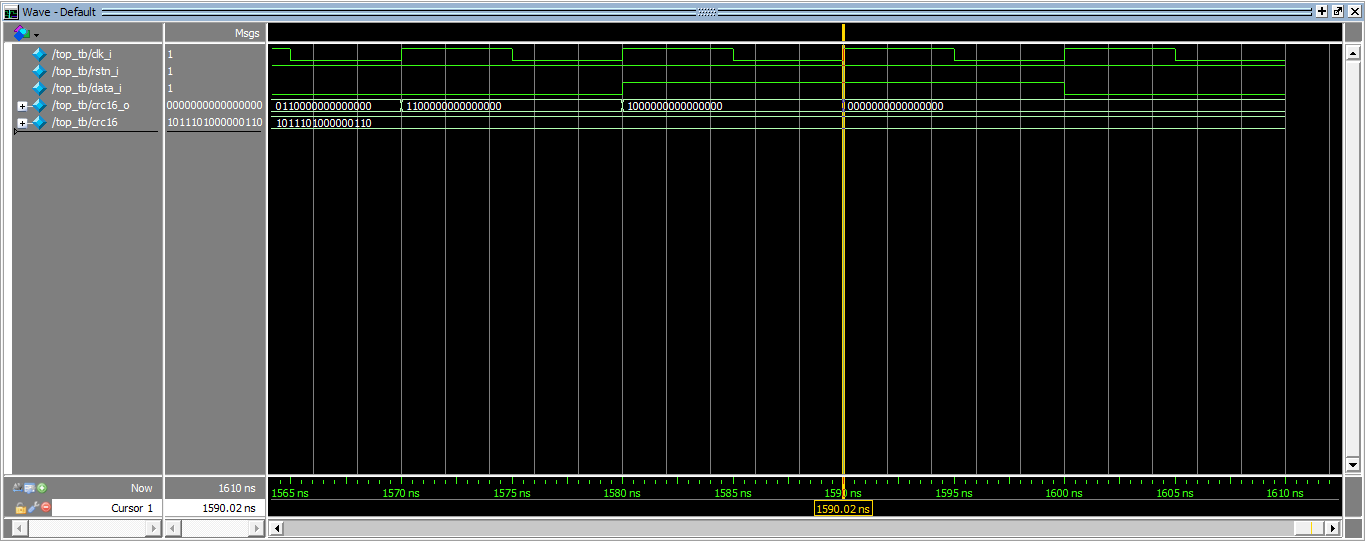 Wave - Default
Msgs
/top_tb/clk_i 1
/top_tb/rstn_i 1
/top_tb/data_i 1
/top_tb/crc16_o 0000000000000000 0110000000000000 1100000000000000 1000000000000000 0000000000000000
/top_tb/crc16 1011101000000110 1011101000000110
Now 1610 ns 1565 ns 1570 ns 1575 ns 1580 ns 1585 ns 1590 ns 1595 ns 1600 ns 1605 ns 1610 ns
Cursor 1 1590.02 ns 1590.02 ns